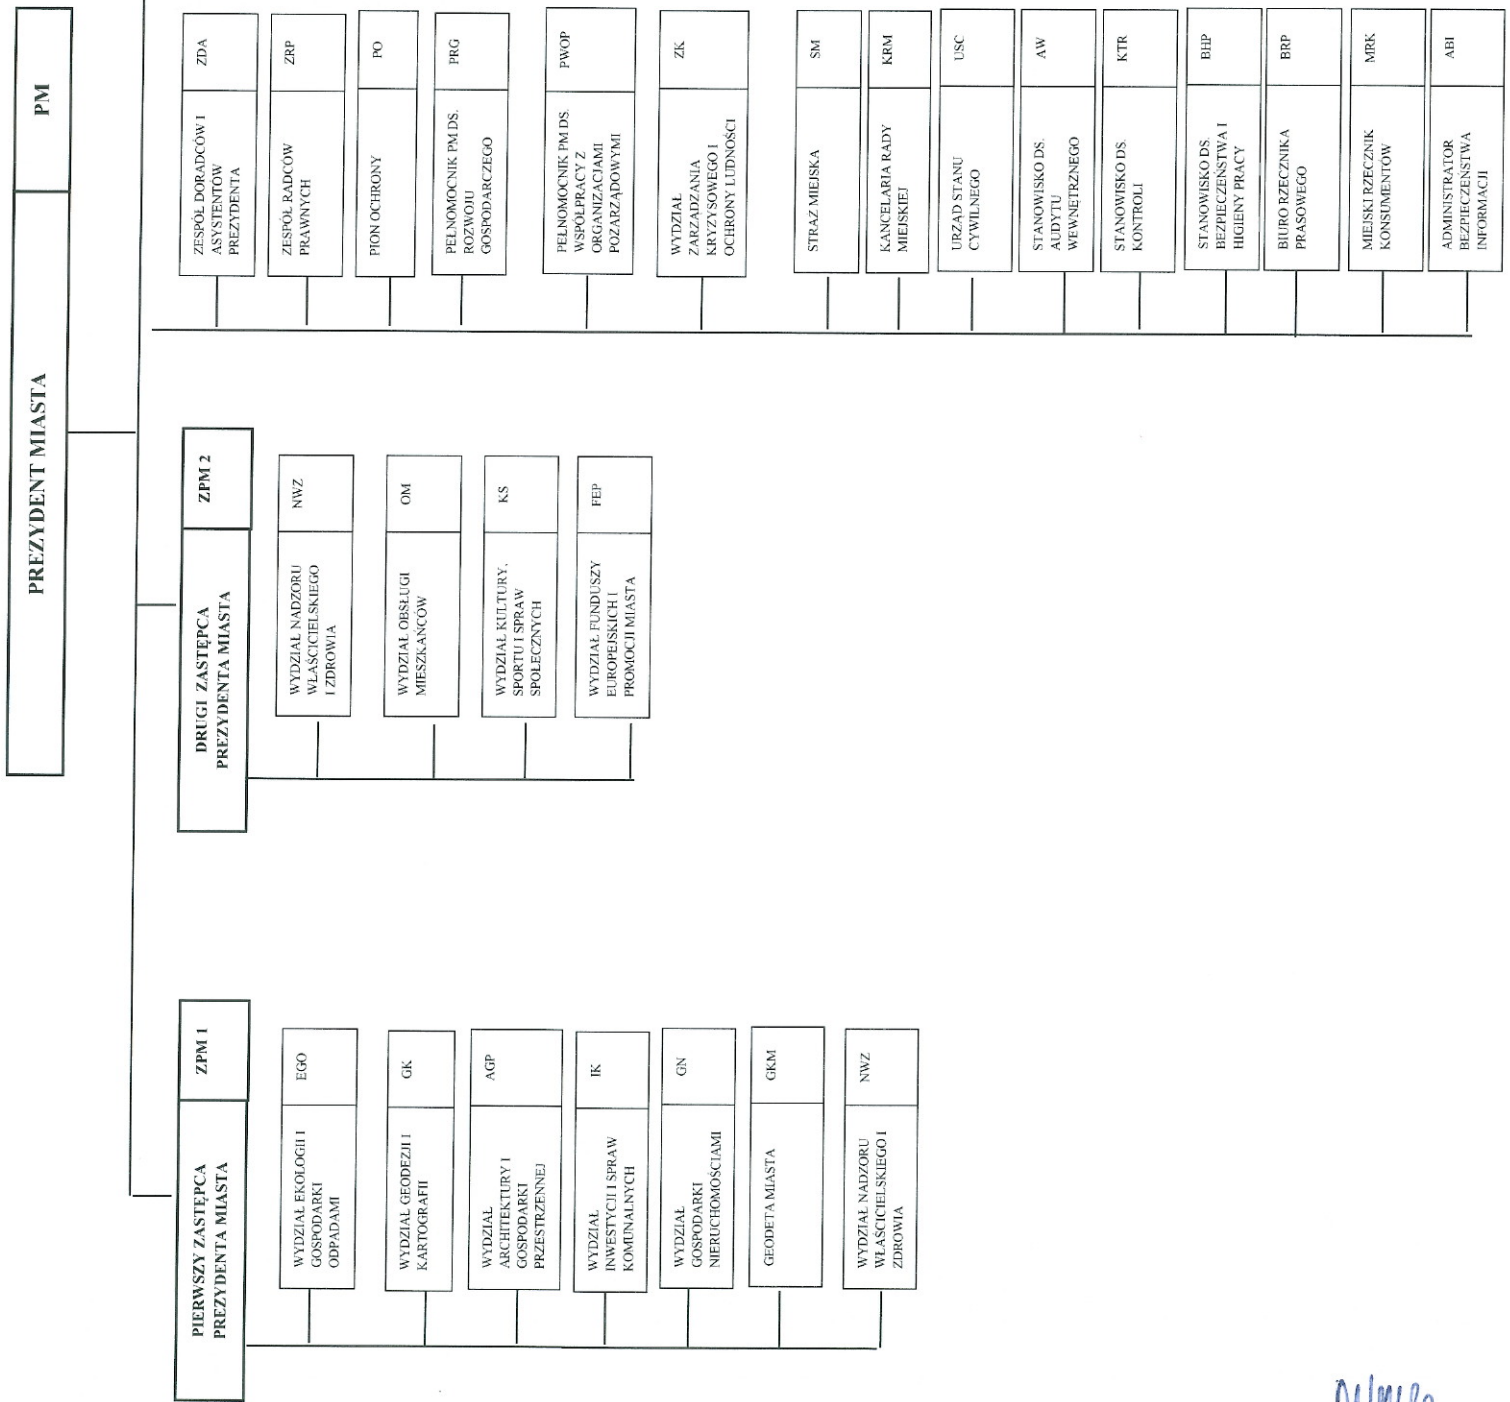 PREZYDENT MIASTA
PM
PIERWSZY ZASTĘPCA
PREZYDENTA MIASTA
ZPM 1
WYDZIAŁ EKOLOGII I
GOSPODARKI
ODPADAMI
EGO
WYDZIAŁ GEODEZJI I
KARTOGRAFII
GK
WYDZIAŁ
ARCHITEKTURY I
GOSPODARKI
PRZESTRZENNEJ
AGP
WYDZIAŁ
INWESTYCJI I SPRAW
KOMUNALNYCH
IK
WYDZIAŁ
GOSPODARKI
NIERUCHOMOŚCIAMI
GN
GEODETA MIASTA
GKM
WYDZIAŁ NADZORU
WŁAŚCICIELSKIEGO I
ZDROWIA
NWZ
DRUGI ZASTĘPCA
PREZYDENTA MIASTA
ZPM 2
WYDZIAŁ NADZORU
WŁAŚCICIELSKIEGO
I ZDROWIA
NWZ
WYDZIAŁ OBSŁUGI
MIESZKAŃCÓW
OM
WYDZIAŁ KULTURY,
SPORTU I SPRAW
SPOŁECZNYCH
KS
WYDZIAŁ FUNDUSZY
EUROPEJSKICH I
PROMOCJI MIASTA
FEP
ZESPÓŁ DORADCÓW I
ASYSTENTÓW
PREZYDENTA
ZDA
ZESPÓŁ RADCÓW
PRAWNYCH
ZRP
PION OCHRONY
PO
PEŁNOMOCNIK PM DS.
ROZWOJU
GOSPODARCZEGO
PRG
PEŁNOMOCNIK PM DS.
WSPÓŁPRACY Z
ORGANIZACJAMI
POZARZĄDOWYMI
PWOP
WYDZIAŁ
ZARZĄDZANIA
KRYZYSOWEGO I
OCHRONY LUDNOŚCI
ZK
STRAŻ MIEJSKA
SM
KANCELARIA RADY
MIEJSKIEJ
KRM
URZĄD STANU
CYWILNEGO
USC
STANOWISKO DS.
AUDYTU
WEWNĘTRZNEGO
AW
STANOWISKO DS.
KONTROLI
KTR
STANOWISKO DS.
BEZPIECZEŃSTWA I
HIGIENY PRACY
BHP
BIURO RZECZNIKA
PRASOWEGO
BRP
MIEJSKI RZECZNIK
KONSUMENTÓW
MRK
ADMINISTRATOR
BEZPIECZEŃSTWA
INFORMACJI
ABI